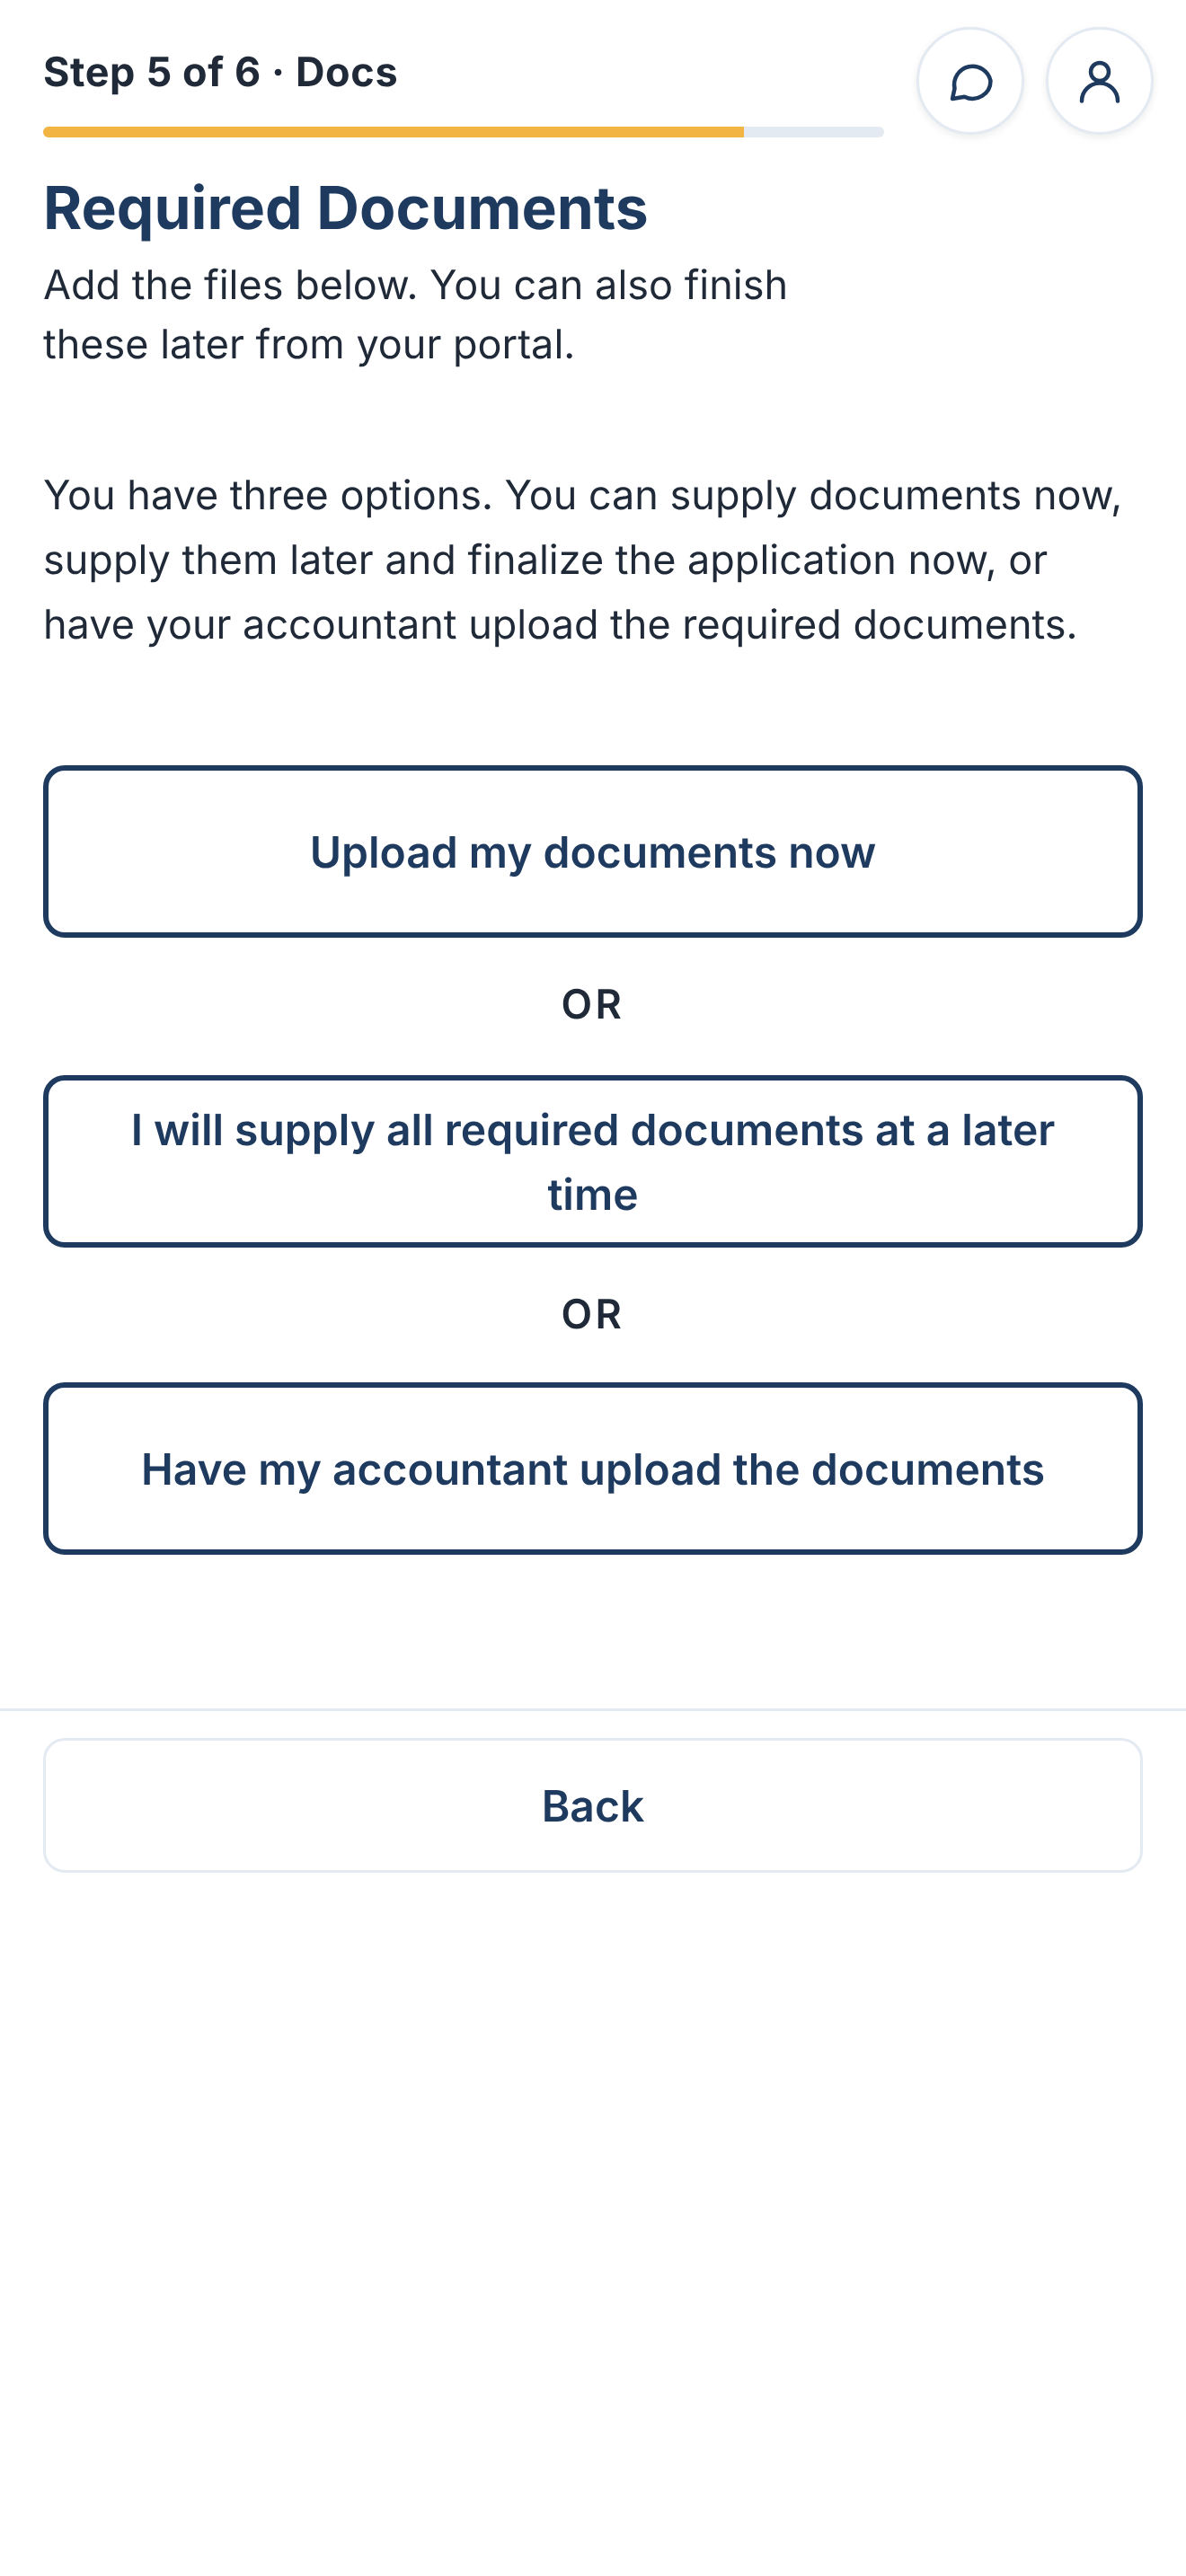 Step 5 of 6 · Docs
Required Documents
Add the files below. You can also finish
these later from your portal.
You have three options. You can supply documents now,
supply them later and finalize the application now, or
have your accountant upload the required documents.
Upload my documents now
OR
I will supply all required documents at a later
time
OR
Have my accountant upload the documents
Back